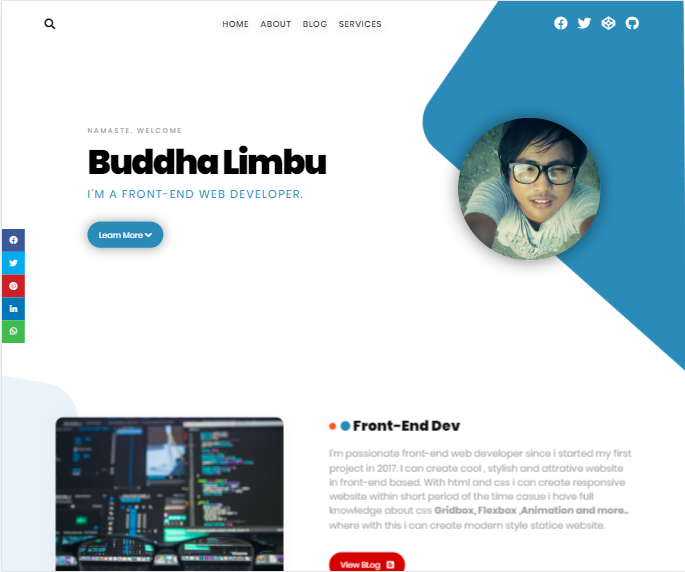 HOME ABOUT BLOG SERVICES
NAMASTE, WELCOME
Buddha Limbu
I'M A FRONT-END WEB DEVELOPER.
Learn More
Front-End Dev
I'm passionate front-end web developer since i started my first
project in 2017. I can create cool , stylish and attrative website
in front-end based. With html and css i can create responsive
website within short period of the time casue i have full
knowledge about css Gridbox, Flexbox ,Animation and more..
where with this i can create modern style statice website.
View Blog